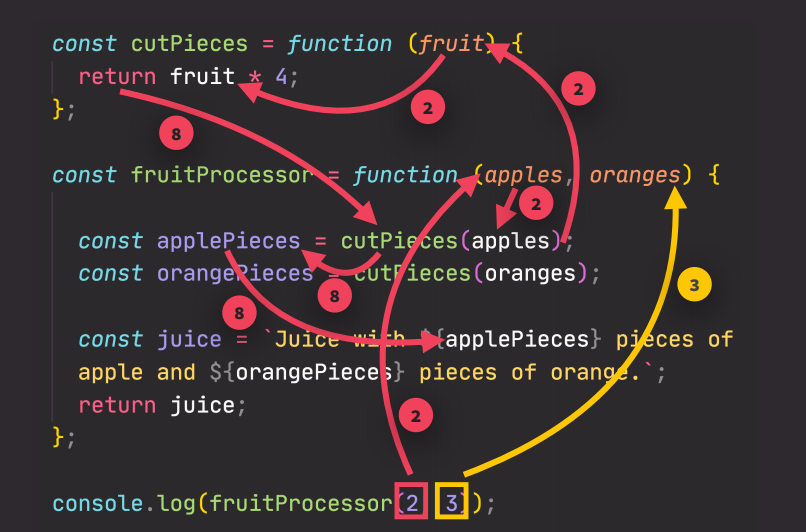 const cutPieces = function (fruit) {
return fruit * 4;
};
const fruitProcessor = function (apples, oranges) {
const applePieces = cutPieces(apples);
const orangePieces = cutPieces(oranges);
const juice = `Juice with ${applePieces} pieces of
apple and ${orangePieces} pieces of orange.`;
return juice;
};
console.log(fruitProcessor(2, 3));
2
2
8
2
8
3
8
2